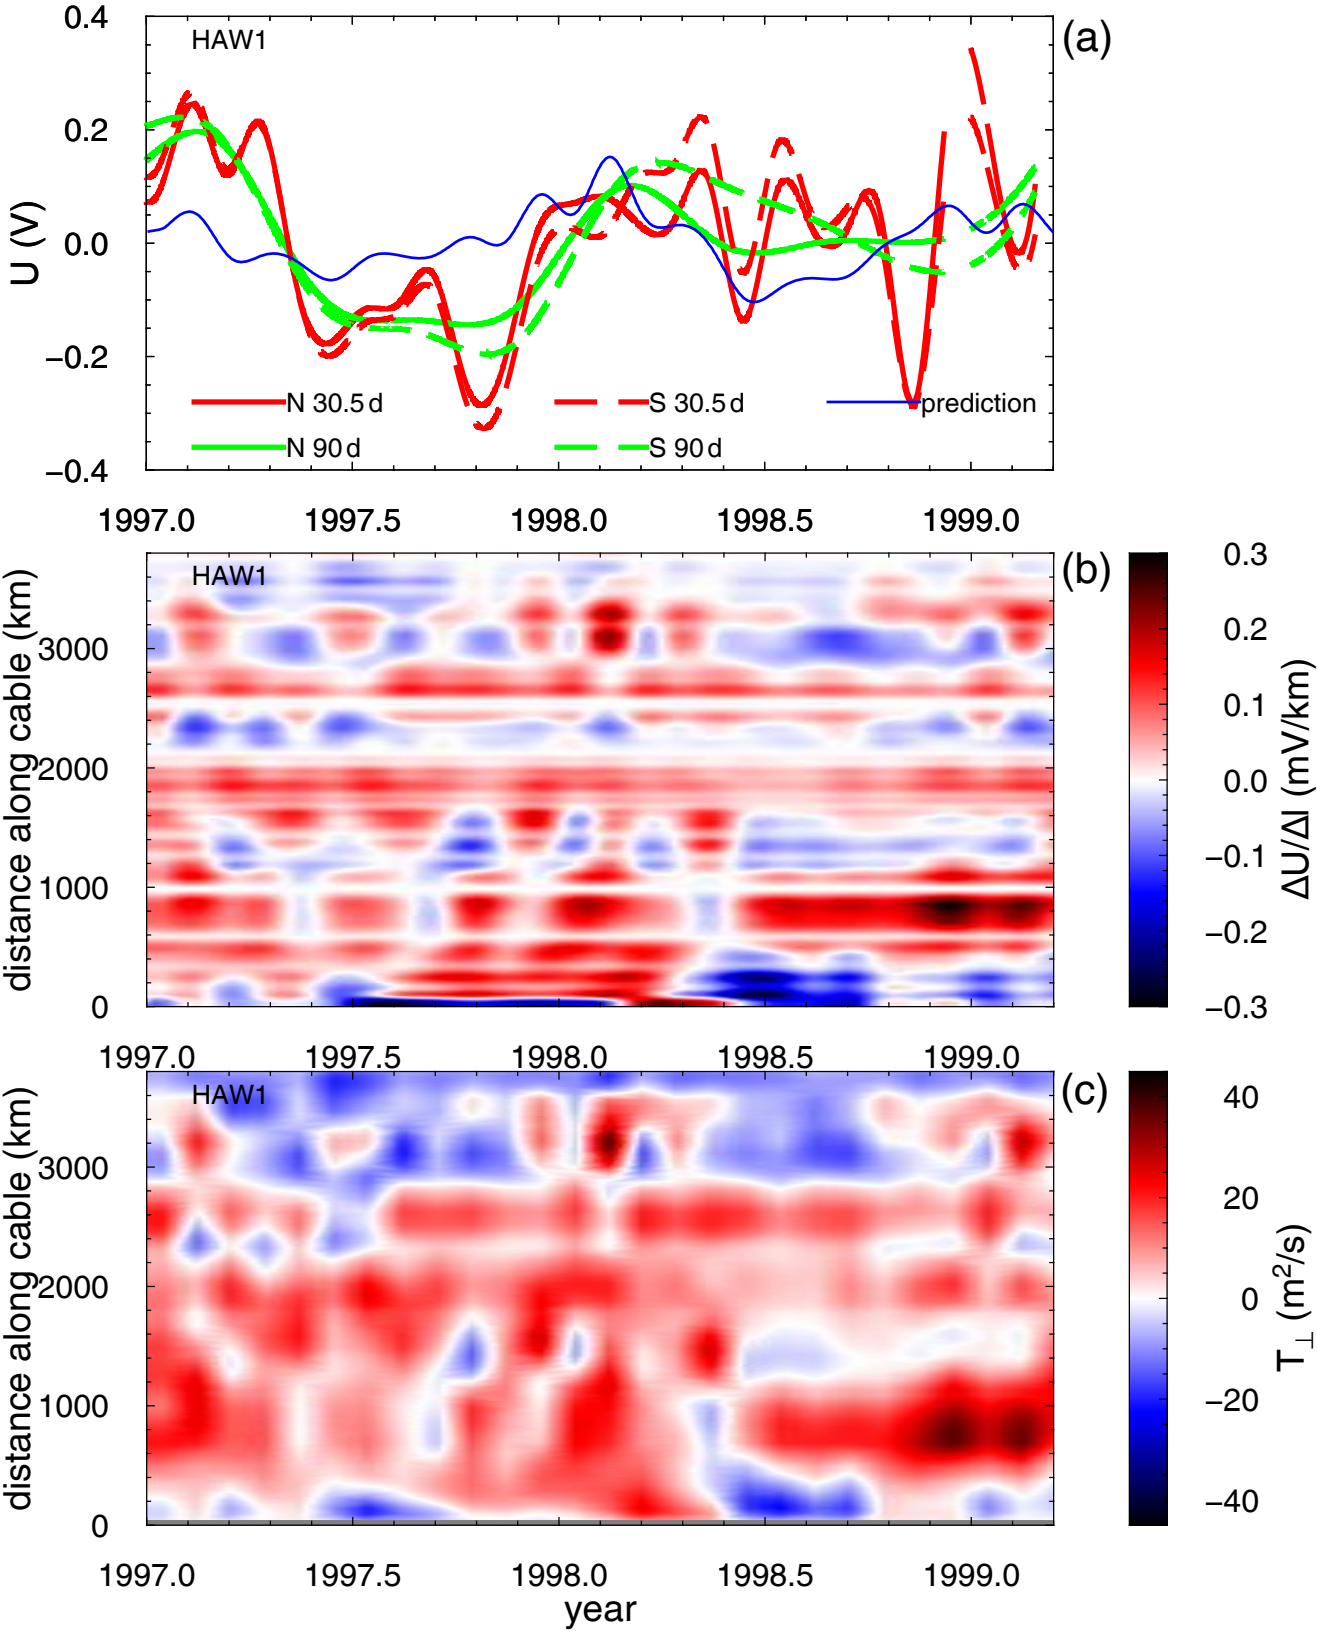 0.4
HAW1
(a)
0.2
0.0
−0.2
−0.4
U (V)
N 30.5 d
S 30.5 d
prediction
N 90 d
S 90 d
1997.0 1997.5 1998.0 1998.5 1999.0
HAW1
(b)
3000
2000
1000
0
distance along cable (km)
0.3
0.2
0.1
0.0
−0.1
−0.2
−0.3
ΔU/Δl (mV/km)
1997.0 1997.5 1998.0 1998.5 1999.0
HAW1
(c)
3000
2000
1000
0
distance along cable (km)
40
20
0
−20
−40
T⊥ (m²/s)
1997.0 1997.5 1998.0 1998.5 1999.0
year